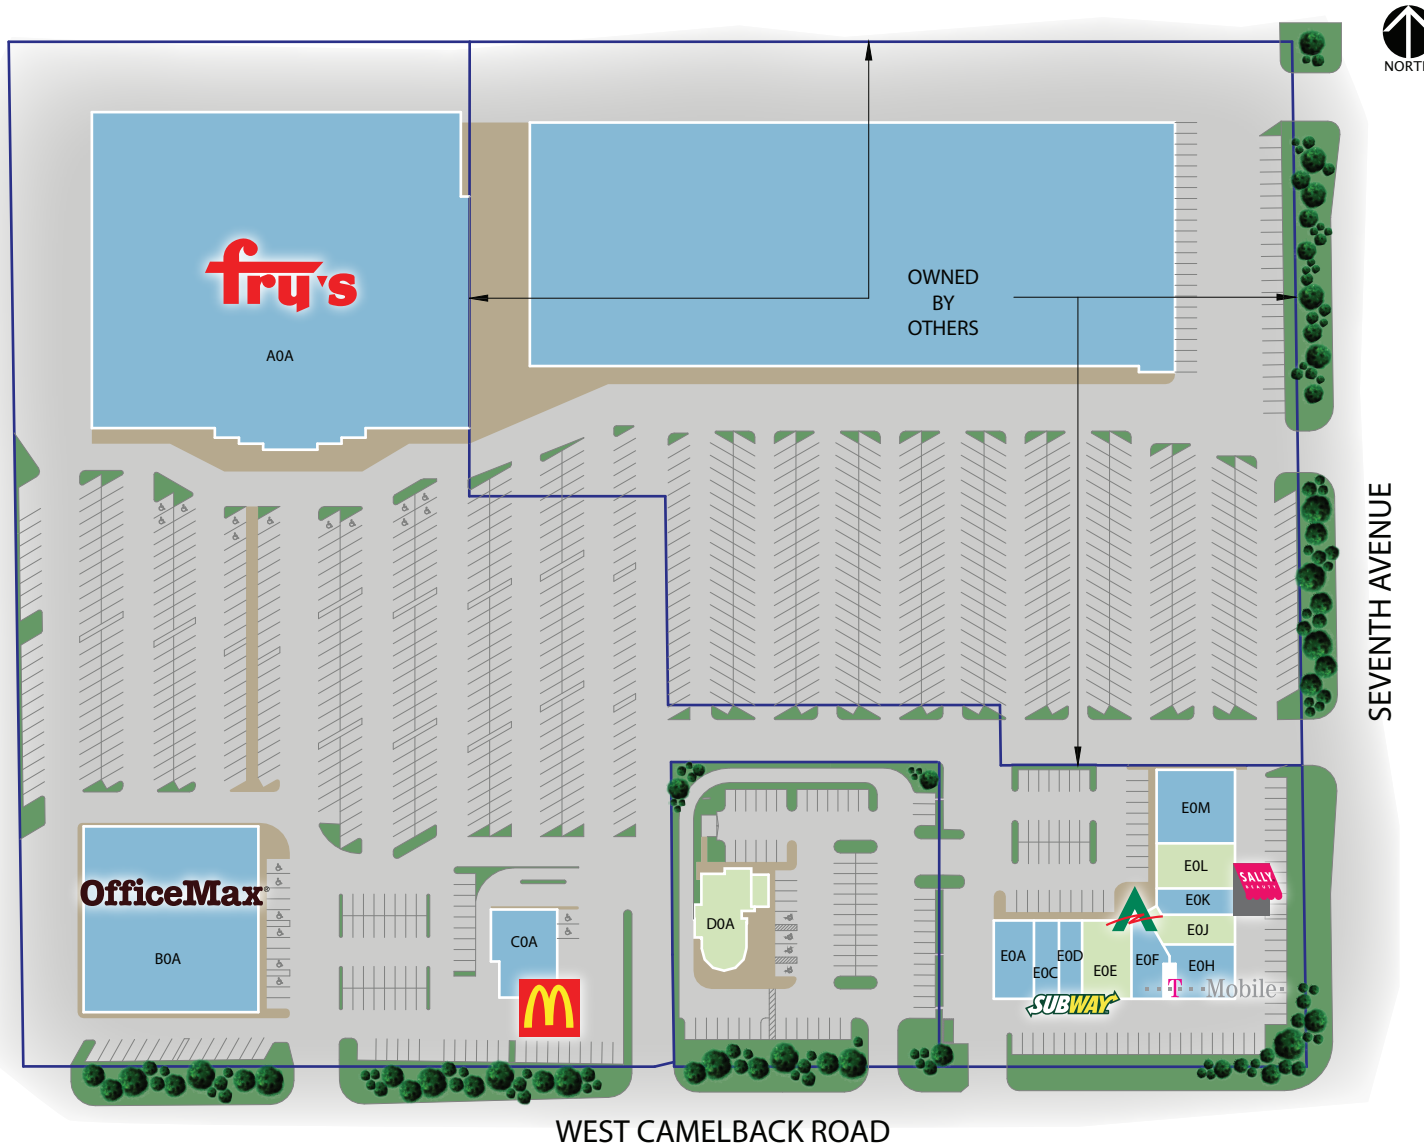 NORTH
fry's
A0A
OWNED
BY
OTHERS
SEVENTH AVENUE
OfficeMax®
B0A
C0A
D0A
E0M
E0L
SALLY
BEAUTY
E0K
E0J
E0A
E0C
E0D
E0E
E0F
E0H
SUBWAY
T Mobile
WEST CAMELBACK ROAD